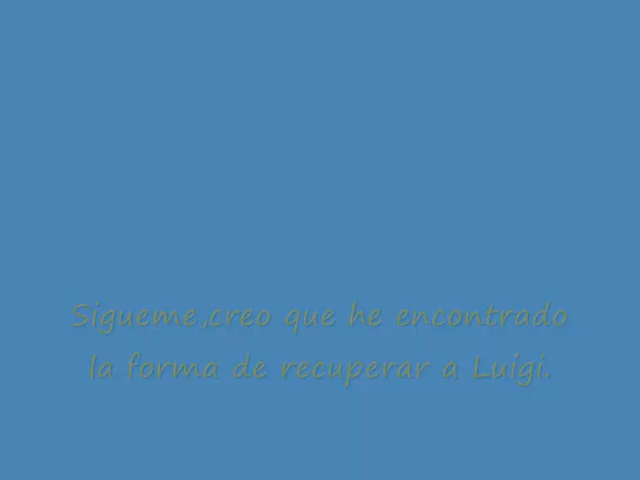 Sigueme,creo que he encontrado
la forma de recuperar a Luigi.